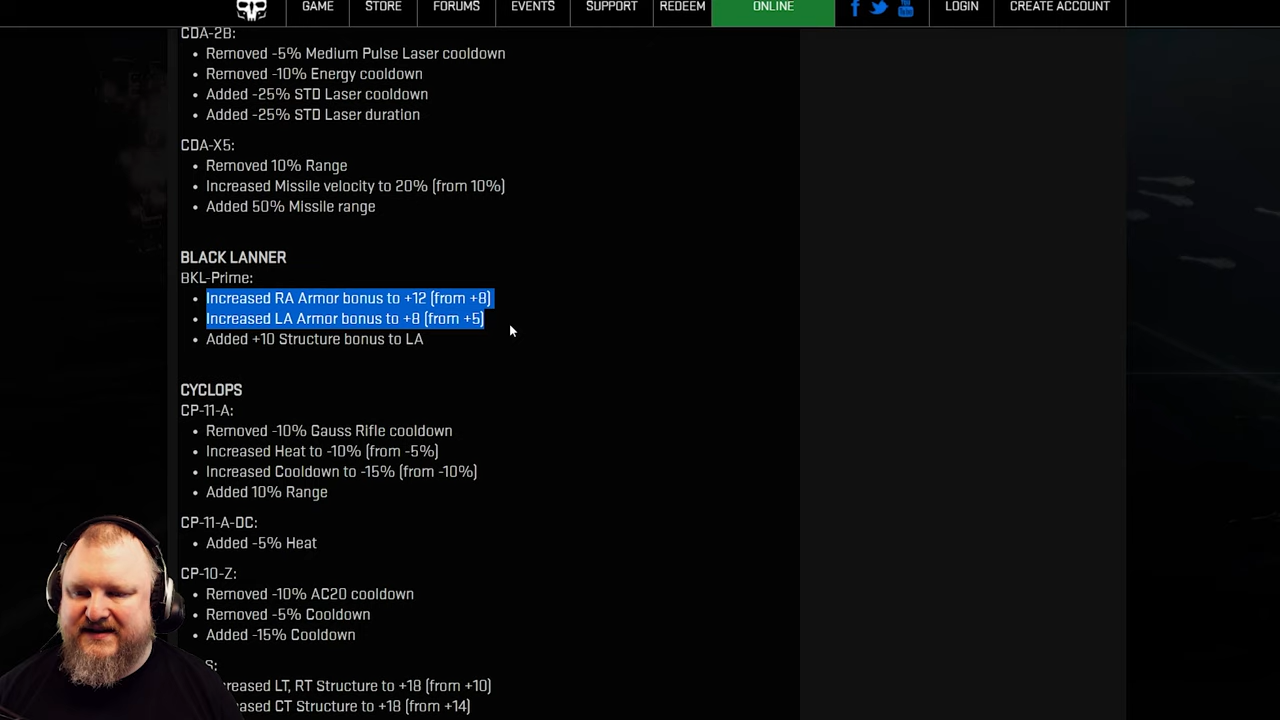 GAME STORE FORUMS EVENTS SUPPORT REDEEM ONLINE LOGIN CREATE ACCOUNT
CDA-2B:
• Removed -5% Medium Pulse Laser cooldown
• Removed -10% Energy cooldown
• Added -25% STD Laser cooldown
• Added -25% STD Laser duration
CDA-X5:
• Removed 10% Range
• Increased Missile velocity to 20% (from 10%)
• Added 50% Missile range
BLACK LANNER
BKL-Prime:
• Increased RA Armor bonus to +12 (from +8)
• Increased LA Armor bonus to +8 (from +5)
• Added +10 Structure bonus to LA
CYCLOPS
CP-11-A:
• Removed -10% Gauss Rifle cooldown
• Increased Heat to -10% (from -5%)
• Increased Cooldown to -15% (from -10%)
• Added 10% Range
CP-11-A-DC:
• Added -5% Heat
CP-10-Z:
• Removed -10% AC20 cooldown
• Removed -5% Cooldown
• Added -15% Cooldown
S:
reased LT, RT Structure to +18 (from +10)
ased CT Structure to +18 (from +14)